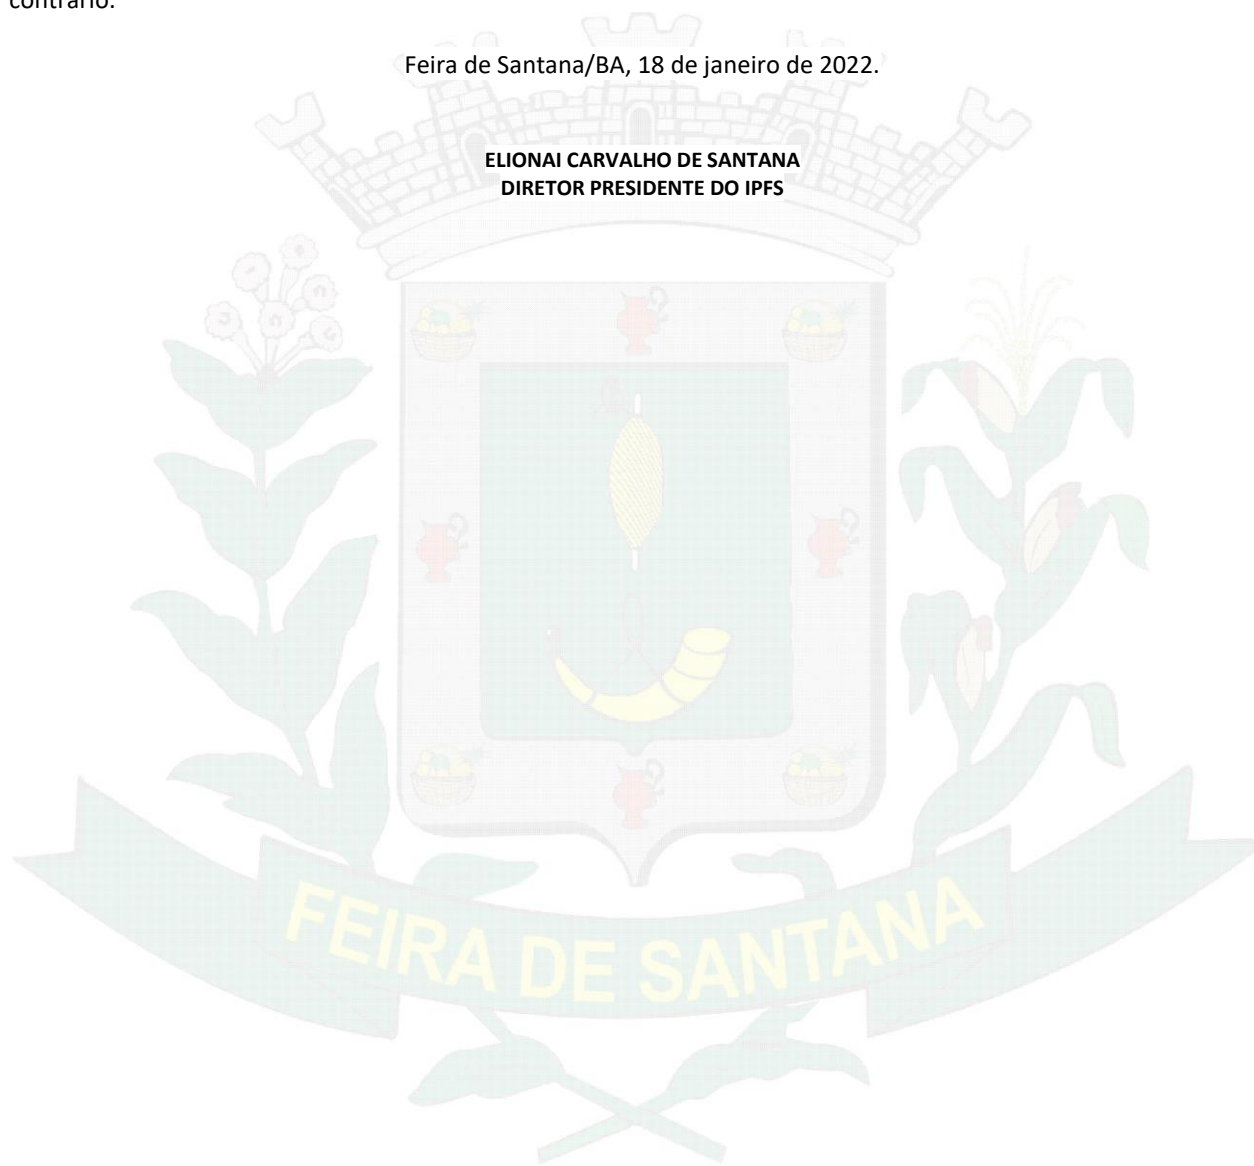 contrário.
Feira de Santana/BA, 18 de janeiro de 2022.
ELIONAI CARVALHO DE SANTANA
DIRETOR PRESIDENTE DO IPFS
FEIRA DE SANTANA